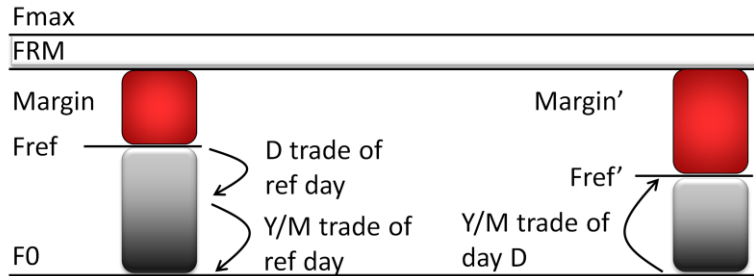 Fmax
FRM
Margin
Margin'
Fref
D trade of
ref day
Fref'
Y/M trade of
ref day
Y/M trade of
day D
F0